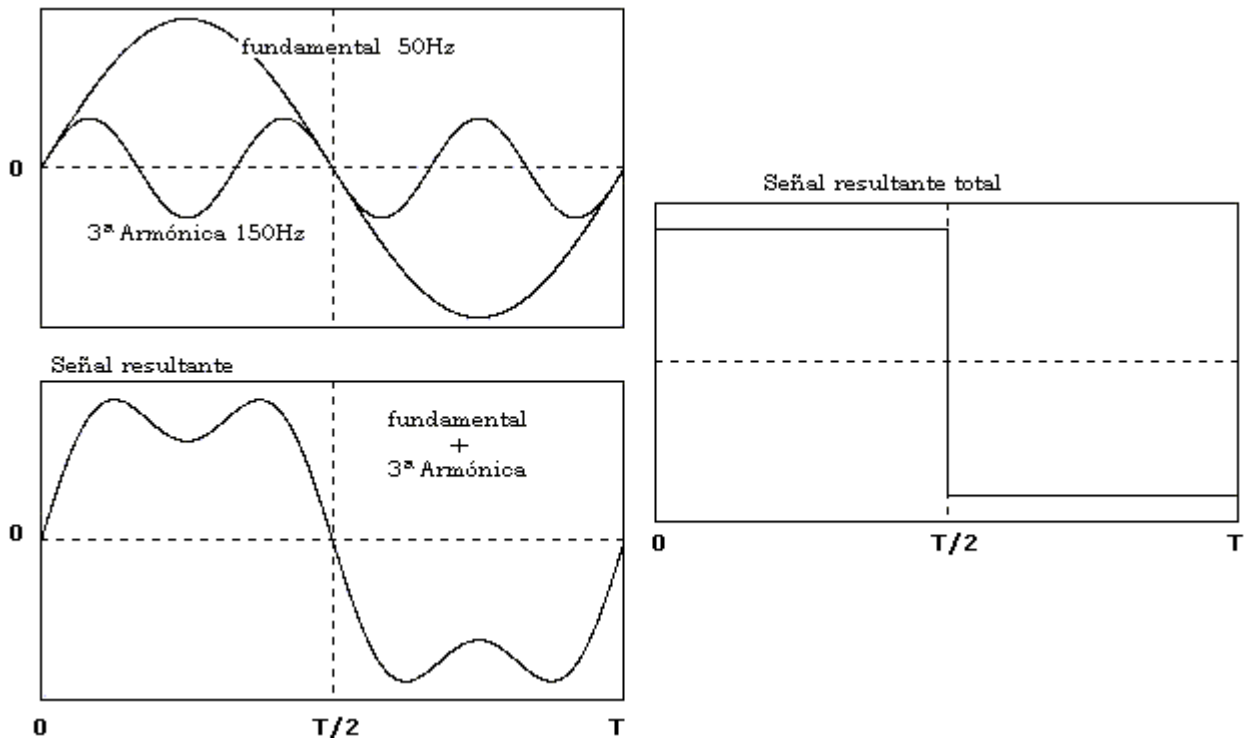 fundamental 50Hz
0
3ª Armónica 150Hz
Señal resultante
fundamental
+
3ª Armónica
0
0 T/2 T
Señal resultante total
0 T/2 T